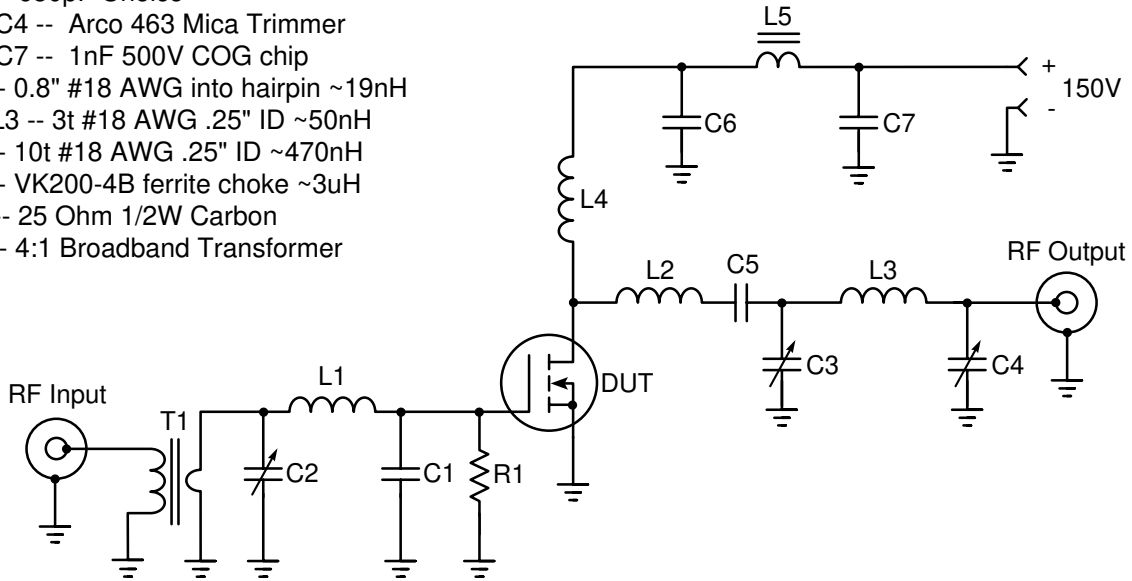 C4 -- Arco 463 Mica Trimmer
C7 -- 1nF 500V COG chip
- 0.8" #18 AWG into hairpin ~19nH
L3 -- 3t #18 AWG .25" ID ~50nH
- 10t #18 AWG .25" ID ~470nH
- VK200-4B ferrite choke ~3uH
-- 25 Ohm 1/2W Carbon
- 4:1 Broadband Transformer
L5
+
150V
-
C6
C7
L4
RF Output
L2
C5
L3
C3
C4
DUT
RF Input
T1
L1
C2
C1
R1